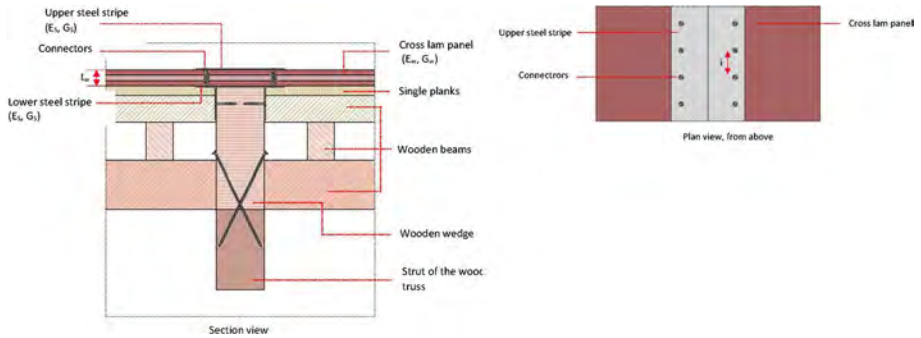 Upper steel stripe
(Eₛ, Gₛ)
Connectors
tw
Lower steel stripe
(Eₛ, Gₛ)
Cross lam panel
(Ew, Gw)
Single planks
Wooden beams
Wooden wedge
Strut of the wooc
truss
Section view
Upper steel stripe
Connectrors
i
Cross lam panel
Plan view, from above